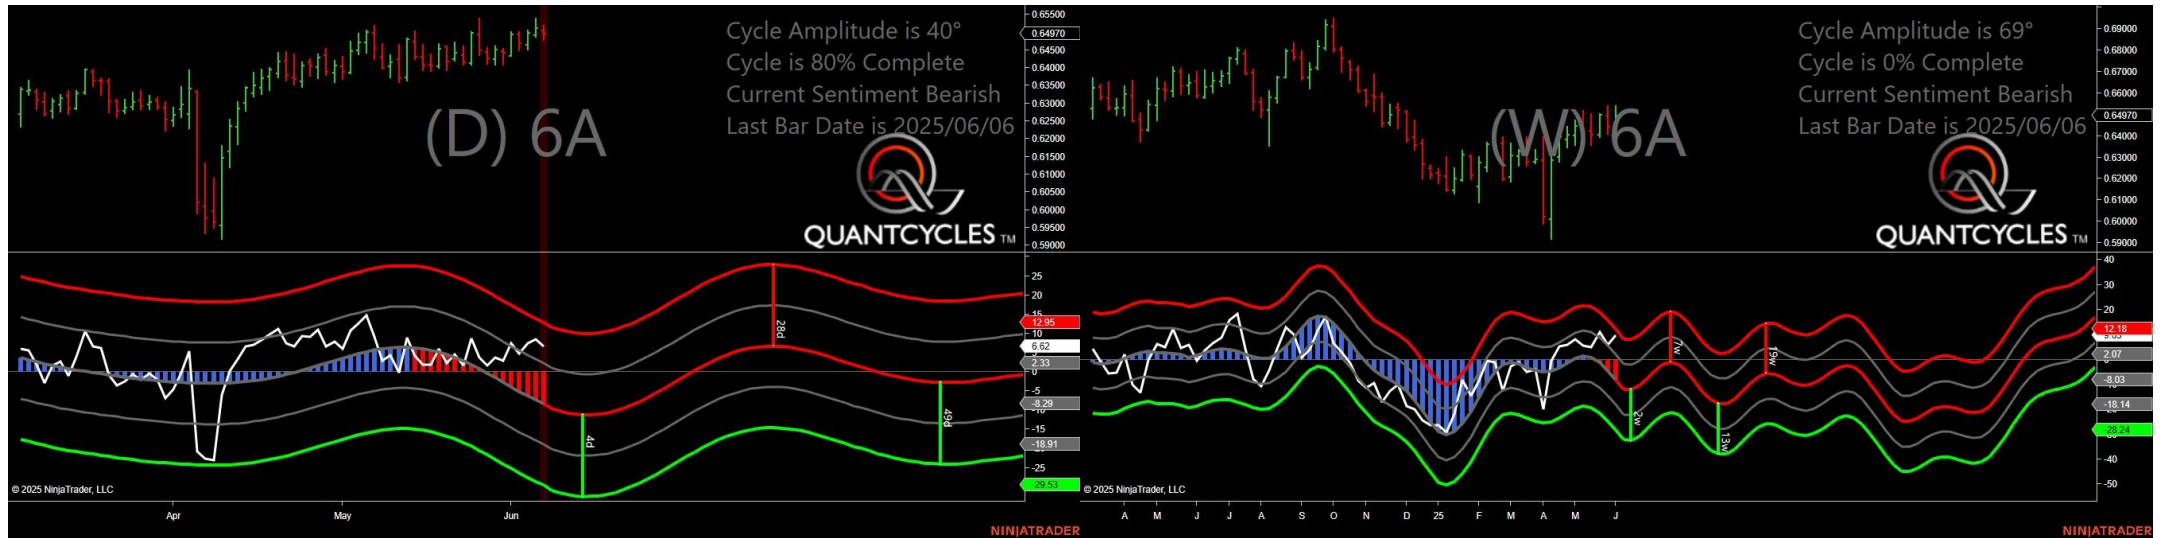 Cycle Amplitude is 40°
Cycle is 80% Complete
Current Sentiment Bearish
Last Bar Date is 2025/06/06
(D) 6A
QUANTCYCLES TM
0.65500
0.64970
0.64500
0.64000
0.63500
0.63000
0.62500
0.62000
0.61500
0.61000
0.60500
0.60000
0.59500
0.59000
28d
4d
49d
25
20
15
12.95
10
6.62
2.33
0
-5
-8.29
-10
-15
-18.91
-25
-29.53
© 2025 NinjaTrader, LLC
Apr May Jun
NINJATRADER
Cycle Amplitude is 69°
Cycle is 0% Complete
Current Sentiment Bearish
Last Bar Date is 2025/06/06
(W) 6A
QUANTCYCLES TM
0.69000
0.68000
0.67000
0.66000
0.64970
0.64000
0.63000
0.62000
0.61000
0.60000
0.59000
7w
19w
2w
13w
40
30
20
12.18
2.07
-8.03
-18.14
-28.24
-40
-50
© 2025 NinjaTrader, LLC
A M J J A S O N D 25 F M A M J
NINJATRADER